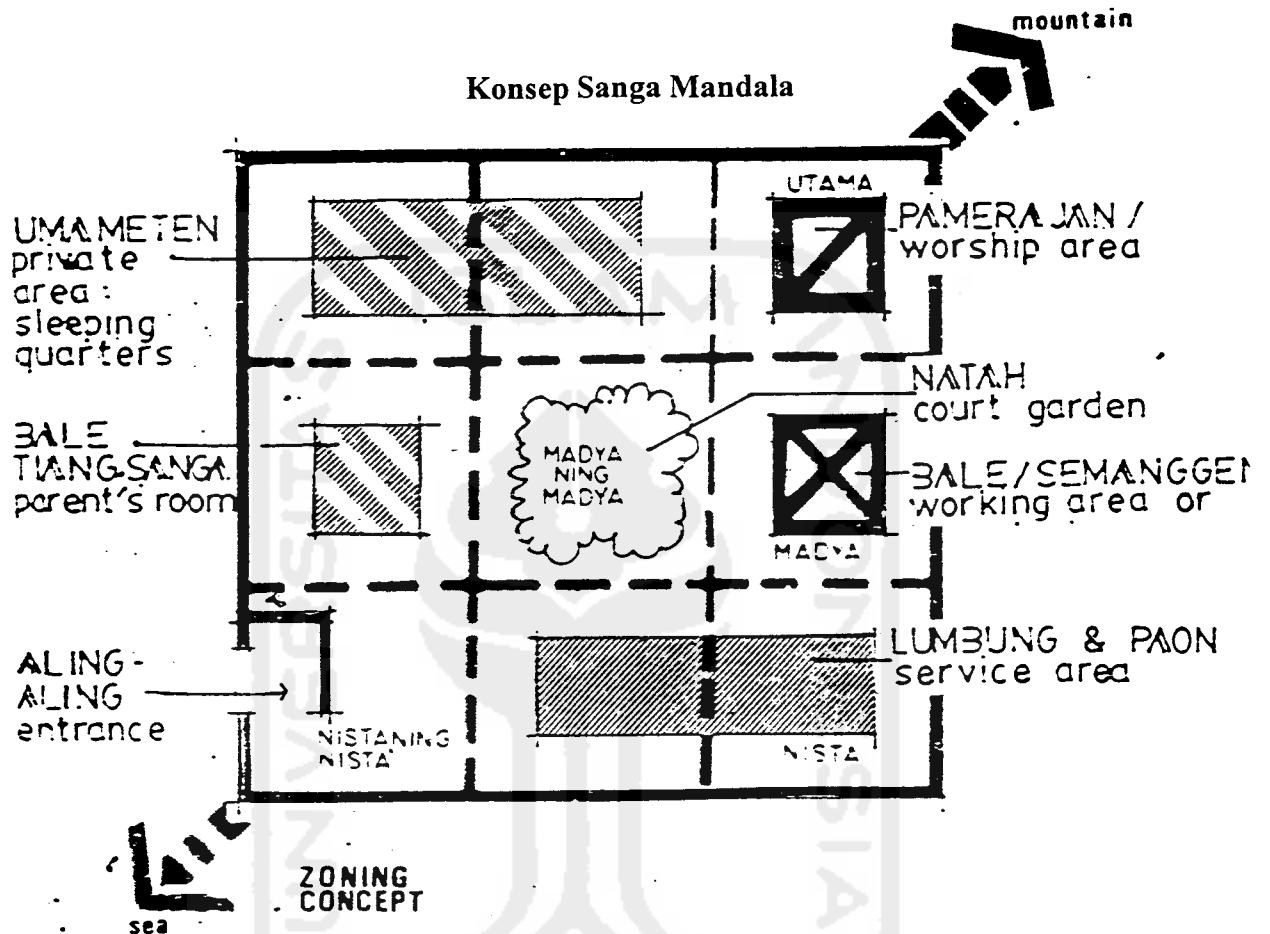 mountain
Konsep Sanga Mandala
UTAMA
UMA METEN
private
area:
sleeping
quarters
PAMERAJAN /
worship area
NATAH
court garden
BALE
TIANG-SANGA
parent's room
MADYA
NING
MADYA
BALE/SEMANGGEN
working area or
MADYA
ALING-
ALING
entrance
NISTANING
NISTA
LUMBUNG & PAON
service area
NISTA
ZONING
CONCEPT
sea